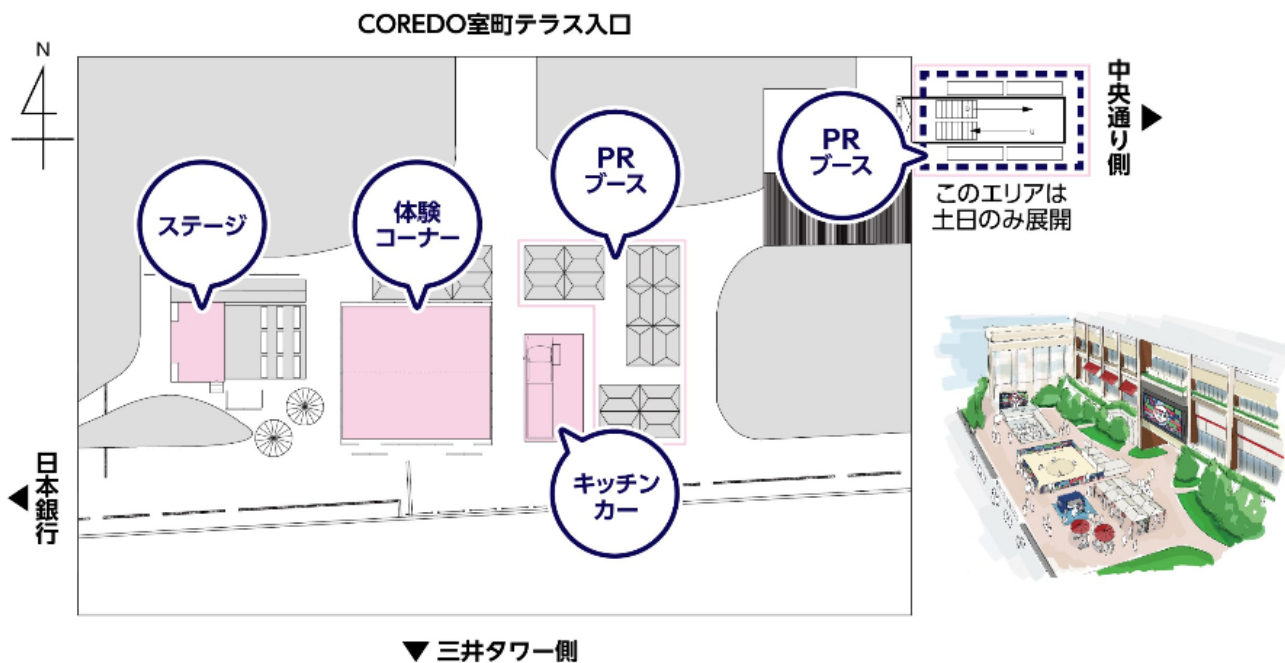 COREDO室町テラス入口
N
中央通り側 ▶
PR
ブース
PR
ブース
このエリアは
土日のみ展開
ステージ
体験
コーナー
キッチン
カー
◀ 日本銀行
▼ 三井タワー側